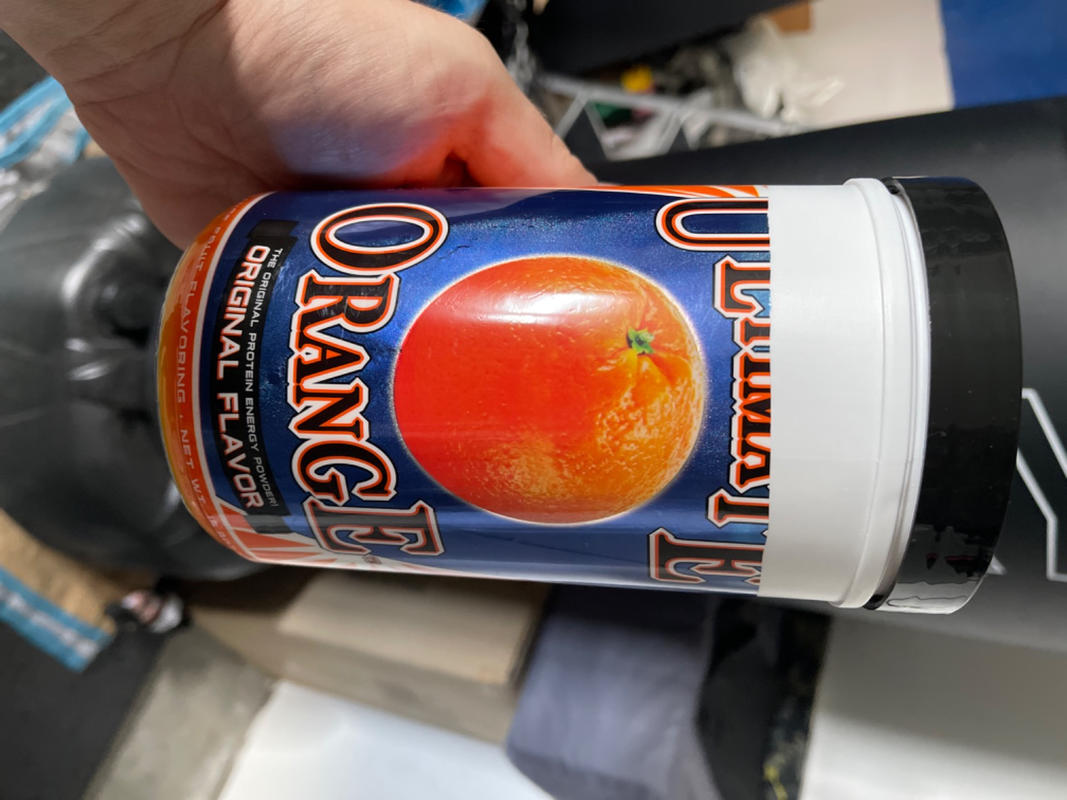 ULTIMATE
ORANGE
THE ORIGINAL PROTEIN ENERGY POWDER!
ORIGINAL FLAVOR
FLAVORING · NET WT.